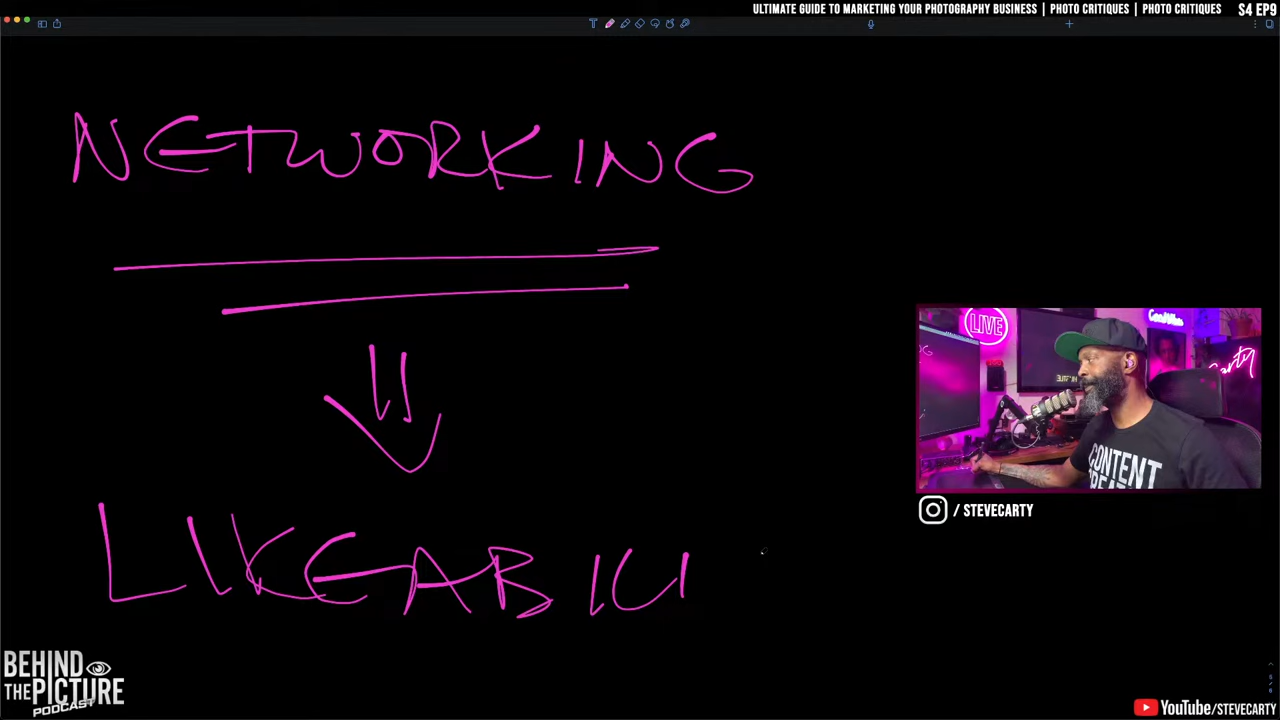 ULTIMATE GUIDE TO MARKETING YOUR PHOTOGRAPHY BUSINESS | PHOTO CRITIQUES | PHOTO CRITIQUES S4 EP9
NETWORKING
LIKEABILI
LIVE
Carty
CONTENT
/ STEVECARTY
BEHIND
THE PICTURE
PODCAST
YouTube/STEVECARTY